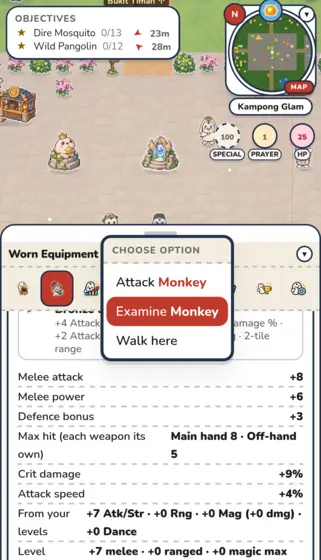 Bukit Timah
OBJECTIVES
★ Dire Mosquito 0/13 23m
★ Wild Pangolin 0/12 28m
N
MAP
Kampong Glam
100
1
25
SPECIAL
PRAYER
HP
Worn Equipment
CHOOSE OPTION
Attack Monkey
Examine Monkey
Walk here
+4 Attack
amage % ·
+2 Attack
g · 2-tile
range
Melee attack +8
Melee power +6
Defence bonus +3
Max hit (each weapon its own) Main hand 8 · Off-hand 5
Crit damage +9%
Attack speed +4%
From your levels +7 Atk/Str · +0 Rng · +0 Mag (+0 dmg) · +0 Dance
Level +7 melee · +0 ranged · +0 magic max